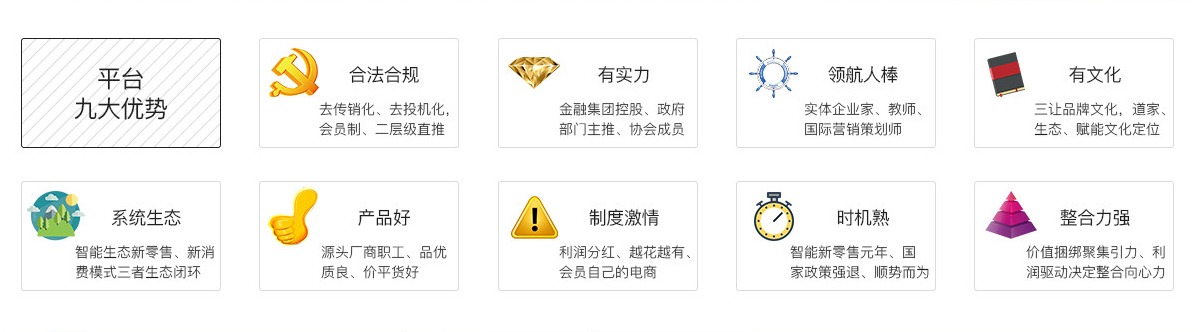 平台
九大优势
合法合规
去传销化、去投机化,
会员制、二层级直推
有实力
金融集团控股、政府
部门主推、协会成员
领航人棒
实体企业家、教师、
国际营销策划师
有文化
三让品牌文化，道家、
生态、赋能文化定位
系统生态
智能生态新零售、新消
费模式三者生态闭环
产品好
源头厂商职工、品优
质良、价平货好
制度激情
利润分红、越花越有、
会员自己的电商
时机熟
智能新零售元年、国
家政策强退、顺势而为
整合力强
价值捆绑聚集引力、利
润驱动决定整合向心力